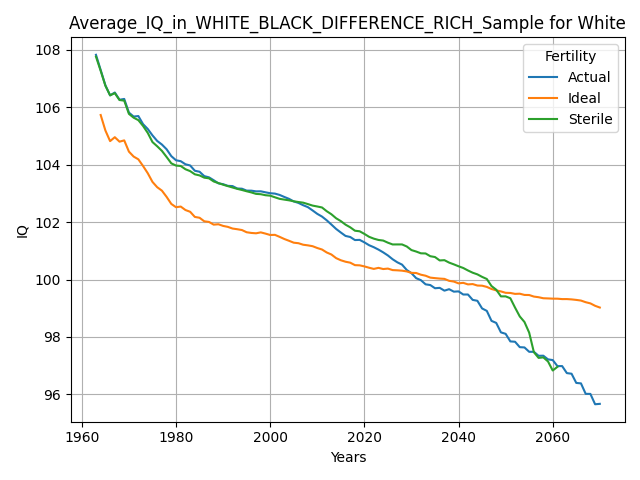 Average_IQ_in_WHITE_BLACK_DIFFERENCE_RICH_Sample for White
Fertility
Actual
Ideal
Sterile
108
106
104
102
100
98
96
IQ
1960 1980 2000 2020 2040 2060
Years